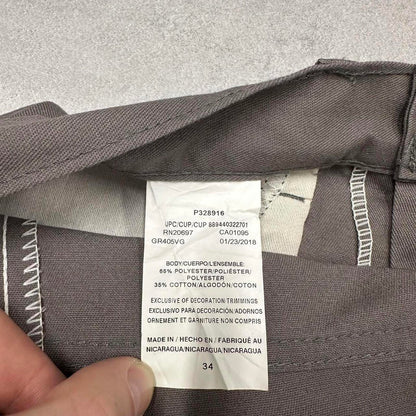 P328916
UPC/CUP/CUP 889440322701
RN20697 CA01095
GR405VG 01/23/2018
BODY/CUERPO/L'ENSEMBLE:
65% POLYESTER/POLIÉSTER/
POLYESTER
35% COTTON/ALGODÓN/COTON
EXCLUSIVE OF DECORATION·TRIMMINGS
EXCLUSIVO PARA DECORACIÓN/ADORNOS
ORNEMENT ET GARNITURE NON COMPRIS
MADE IN / HECHO EN / FABRIQUÉ AU
NICARAGUA/NICARAGUA/NICARAGUA
34